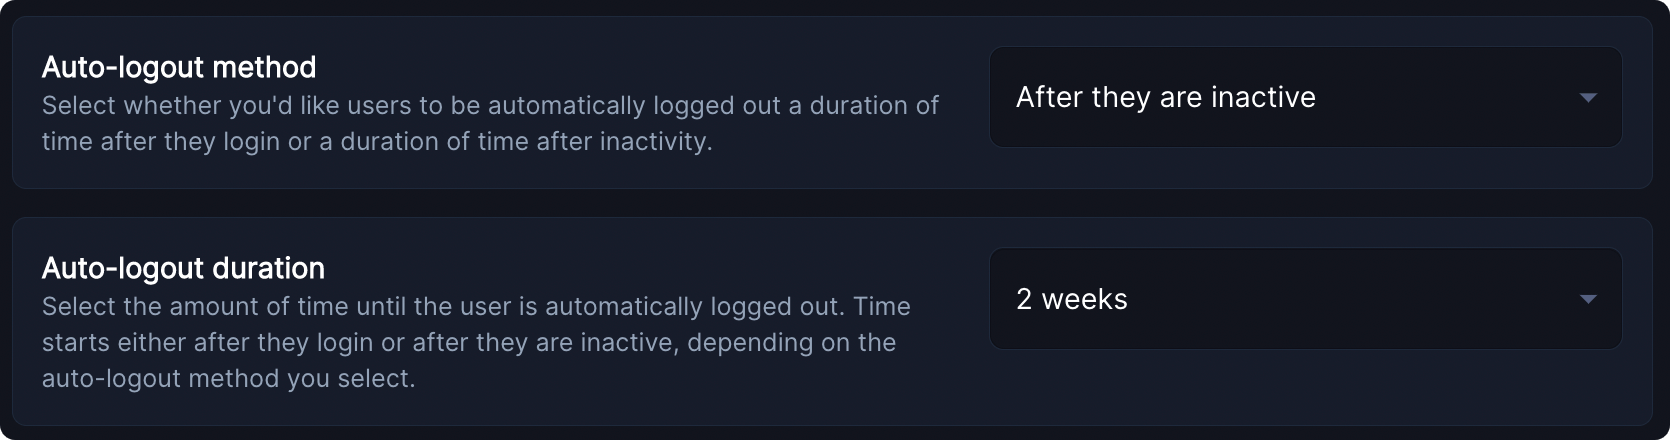 Auto-logout method
Select whether you'd like users to be automatically logged out a duration of
time after they login or a duration of time after inactivity.
After they are inactive
Auto-logout duration
Select the amount of time until the user is automatically logged out. Time
starts either after they login or after they are inactive, depending on the
auto-logout method you select.
2 weeks